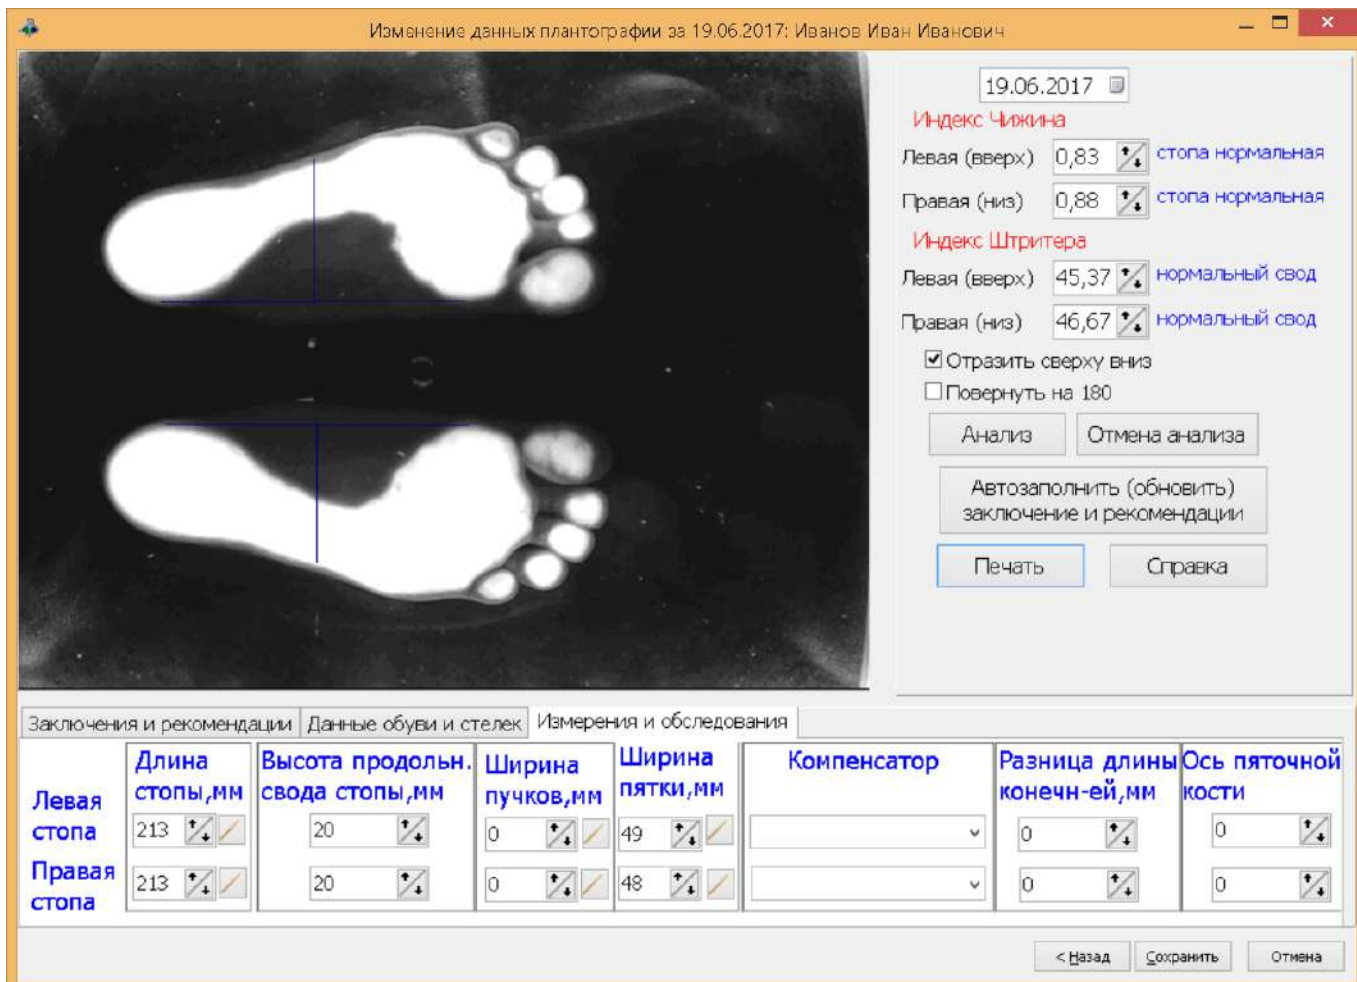 Изменение данных плантографии за 19.06.2017: Иванов Иван Иванович
19.06.2017
Индекс Чижина
Левая (вверх) 0,83 стопа нормальная
Правая (низ) 0,88 стопа нормальная
Индекс Штритера
Левая (вверх) 45,37 нормальный свод
Правая (низ) 46,67 нормальный свод
Отразить сверху вниз
Повернуть на 180
Анализ Отмена анализа
Автозаполнить (обновить)
заключение и рекомендации
Печать Справка
Заключения и рекомендации Данные обуви и стелек Измерения и обследования
Длина Высота продольн. Ширина Ширина Компенсатор Разница длины Ось пяточной
стопы,мм свода стопы,мм пучков,мм пятки,мм конечн-ей,мм кости
Левая
стопа 213 20 0 49 0 0
Правая
стопа 213 20 0 48 0 0
< Назад Сохранить Отмена